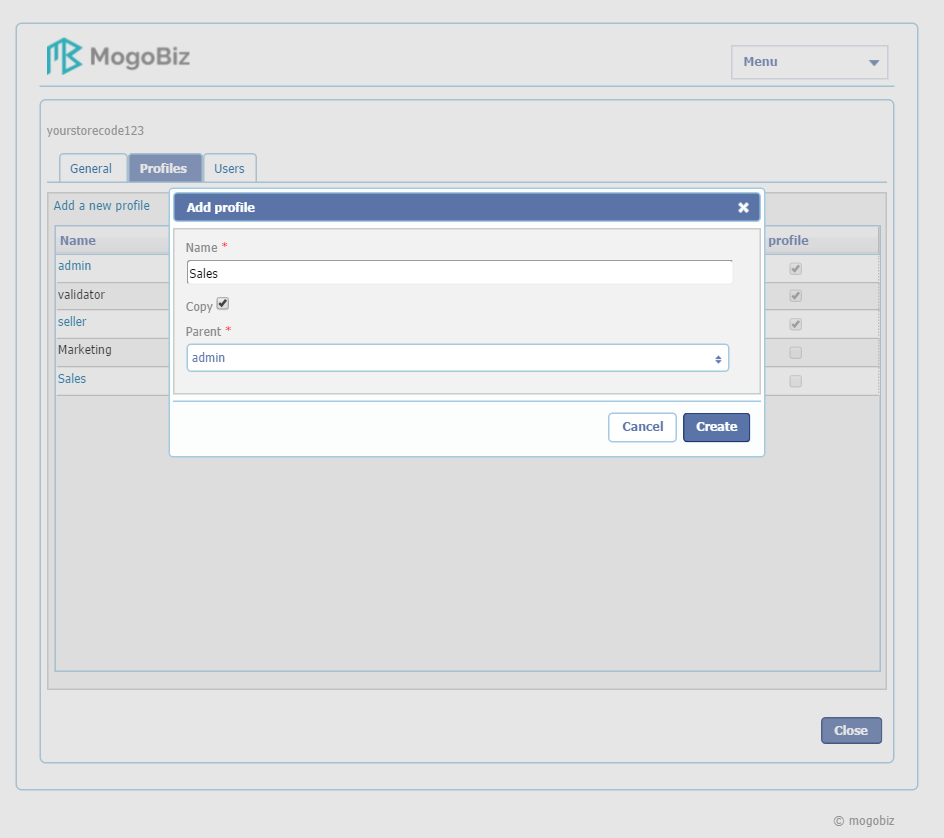 MogoBiz
Menu
yourstorecode123
General Profiles Users
Add a new profile
Add profile
Name profile
Name *
Sales
Copy
Parent *
admin
Cancel Create
admin
validator
seller
Marketing
Sales
Close
© mogobiz